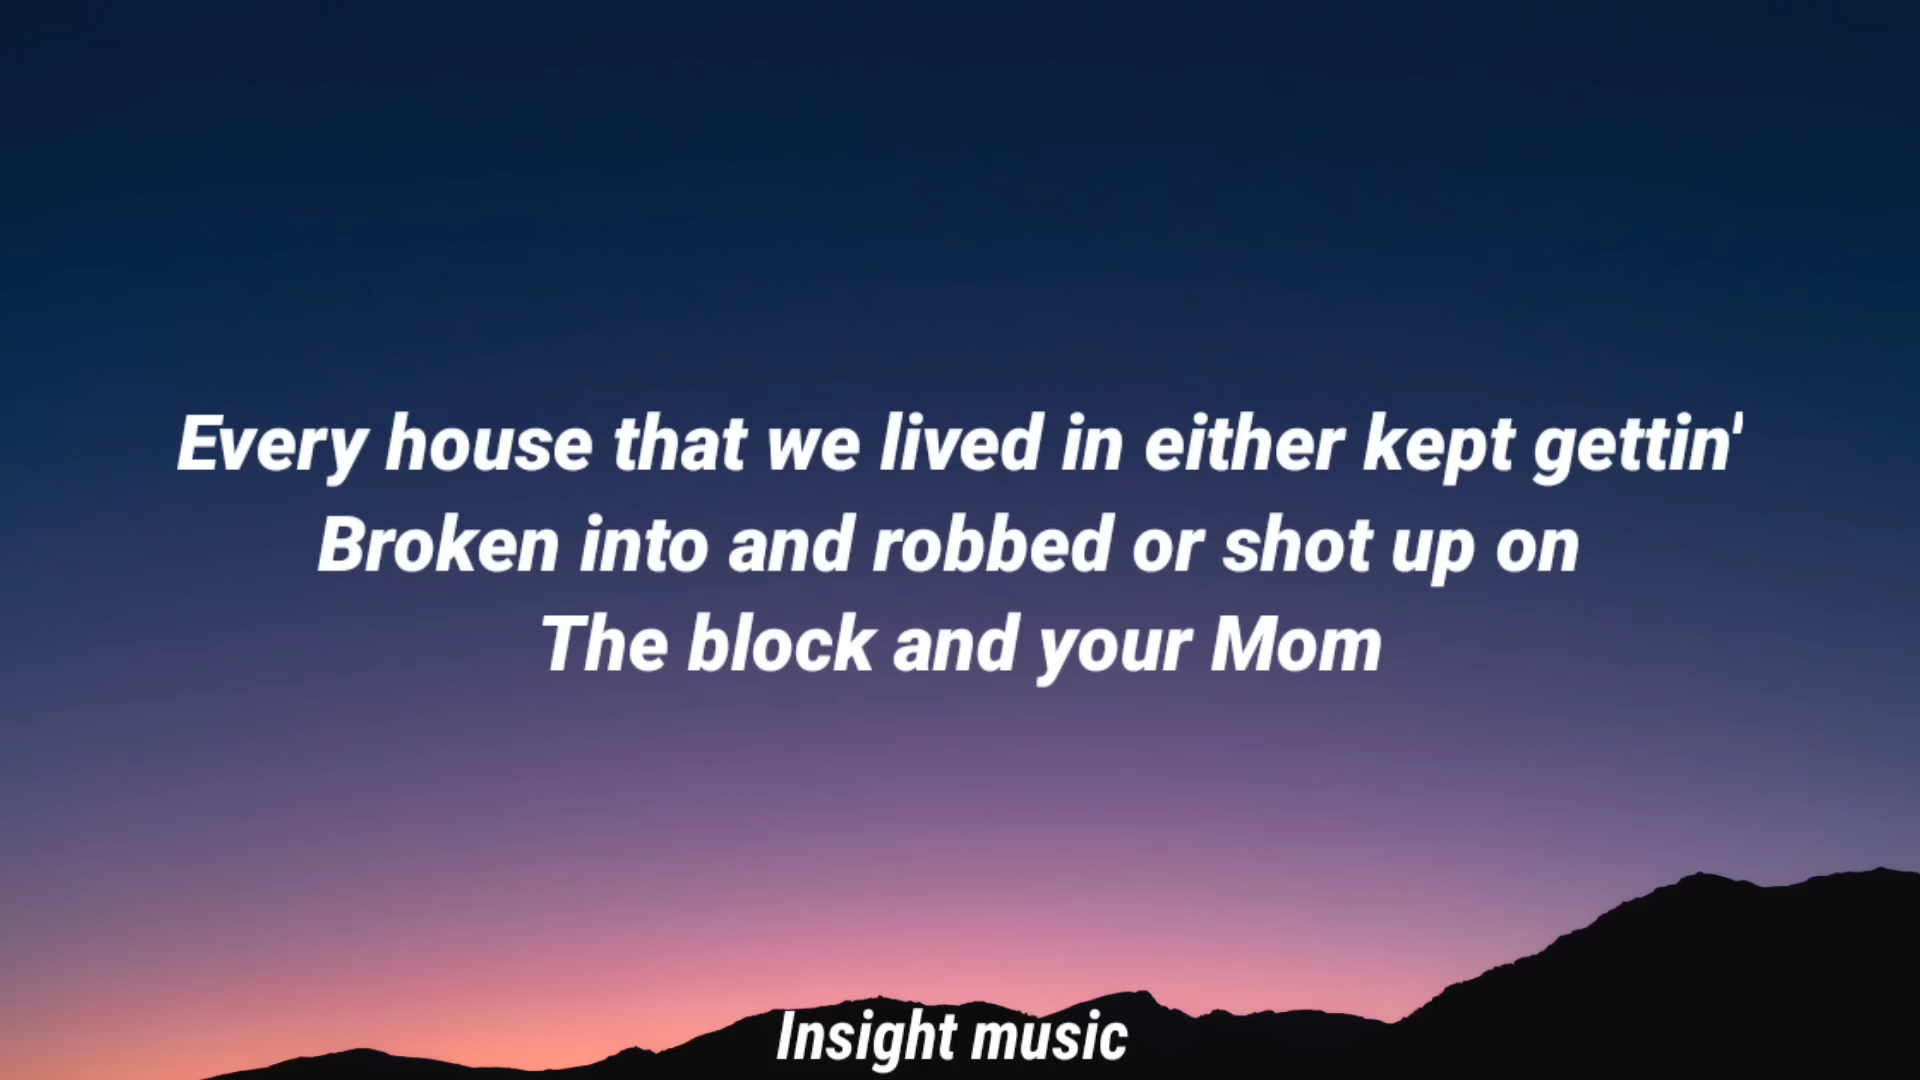 Every house that we lived in either kept gettin'
Broken into and robbed or shot up on
The block and your Mom
Insight music